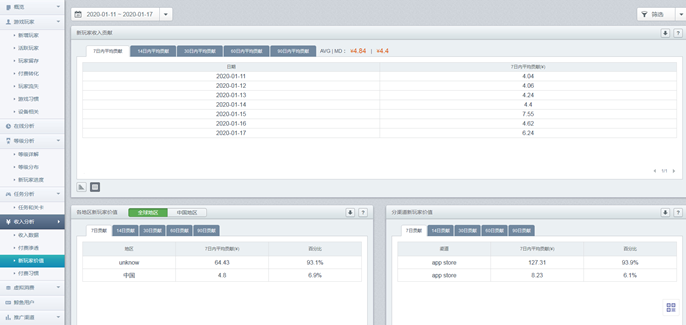 概览
2020-01-11 ~ 2020-01-17
筛选
游戏玩家
新增玩家
活跃玩家
玩家留存
付费转化
玩家流失
游戏习惯
设备相关
在线分析
等级分析
等级详解
等级分布
新玩家进度
任务分析
任务和关卡
收入分析
收入数据
付费渗透
新玩家价值
付费习惯
虚拟消费
鲸鱼用户
推广渠道
新玩家收入贡献
?
7日内平均贡献 14日内平均贡献 30日内平均贡献 60日内平均贡献 90日内平均贡献 AVG | MD： ¥4.84 | ¥4.4
日期 7日内平均贡献(¥)
2020-01-11 4.04
2020-01-12 4.06
2020-01-13 4.24
2020-01-14 4.4
2020-01-15 7.55
2020-01-16 4.62
2020-01-17 6.24
1/1
各地区新玩家价值 全球地区 中国地区 ?
7日贡献 14日贡献 30日贡献 60日贡献 90日贡献
地区 7日内平均贡献(¥) 百分比
unknow 64.43 93.1%
中国 4.8 6.9%
分渠道新玩家价值 ?
7日贡献 14日贡献 30日贡献 60日贡献 90日贡献
渠道 7日内平均贡献(¥) 百分比
app store 127.31 93.9%
app store 8.23 6.1%